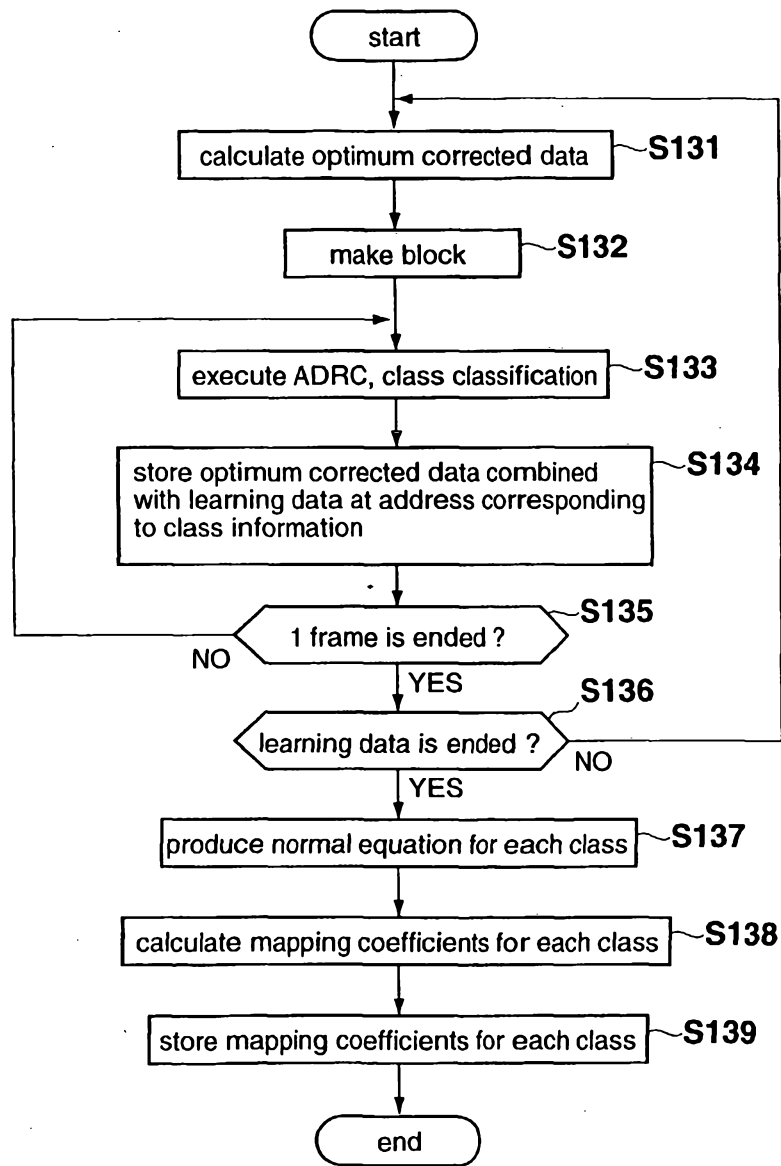 start
calculate optimum corrected data
S131
make block
S132
execute ADRC, class classification
S133
store optimum corrected data combined
with learning data at address corresponding
to class information
S134
1 frame is ended ?
S135
NO
YES
learning data is ended ?
S136
NO
YES
produce normal equation for each class
S137
calculate mapping coefficients for each class
S138
store mapping coefficients for each class
S139
end